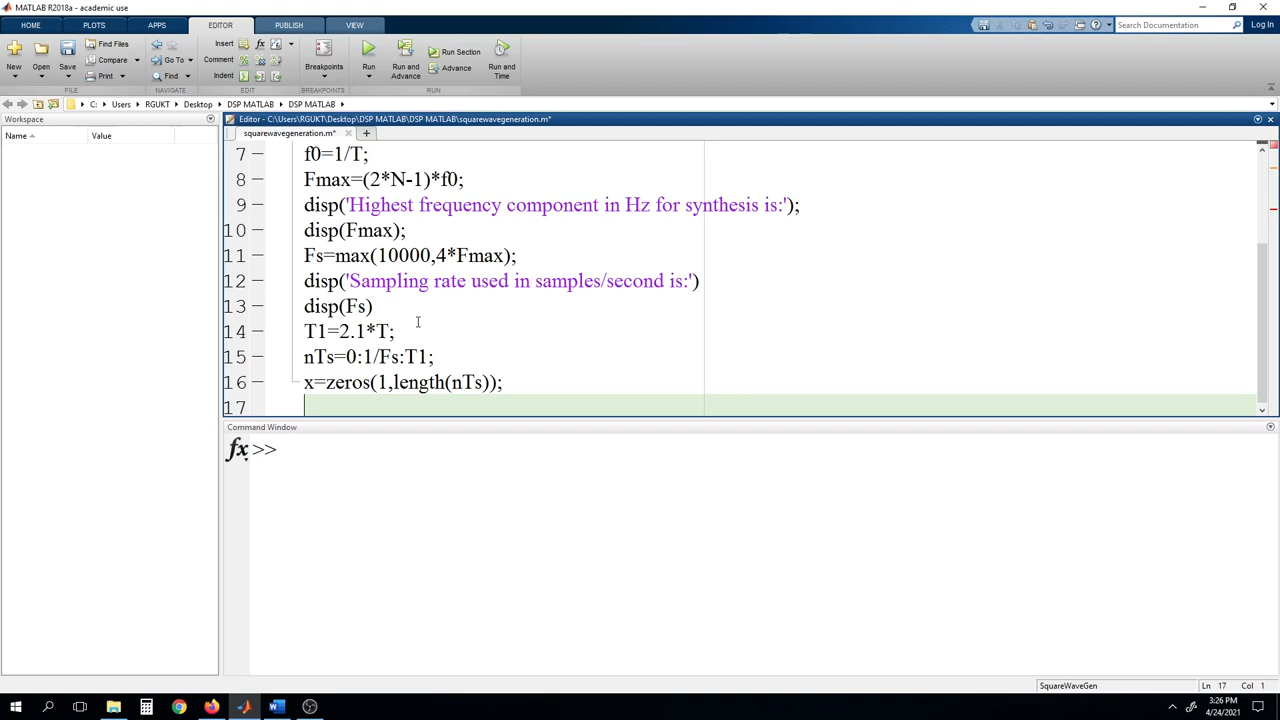 MATLAB R2018a - academic use
HOME PLOTS APPS EDITOR PUBLISH VIEW Search Documentation Log In
New Open Save Find Files Compare Print Go To Find Insert fx Comment Indent Breakpoints Run Run and Advance Run Section Advance Run and Time
FILE NAVIGATE EDIT BREAKPOINTS RUN
C: Users RGUKT Desktop DSP MATLAB DSP MATLAB
Workspace Editor - C:\Users\RGUKT\Desktop\DSP MATLAB\DSP MATLAB\squarewavegeneration.m*
Name Value squarewavegeneration.m* +
7 f0=1/T;
8 Fmax=(2*N-1)*f0;
9 disp('Highest frequency component in Hz for synthesis is:');
10 disp(Fmax);
11 Fs=max(10000,4*Fmax);
12 disp('Sampling rate used in samples/second is:')
13 disp(Fs)
14 T1=2.1*T;
15 nTs=0:1/Fs:T1;
16 x=zeros(1,length(nTs));
17
Command Window
fx >>
SquareWaveGen Ln 17 Col 1
3:26 PM
4/24/2021